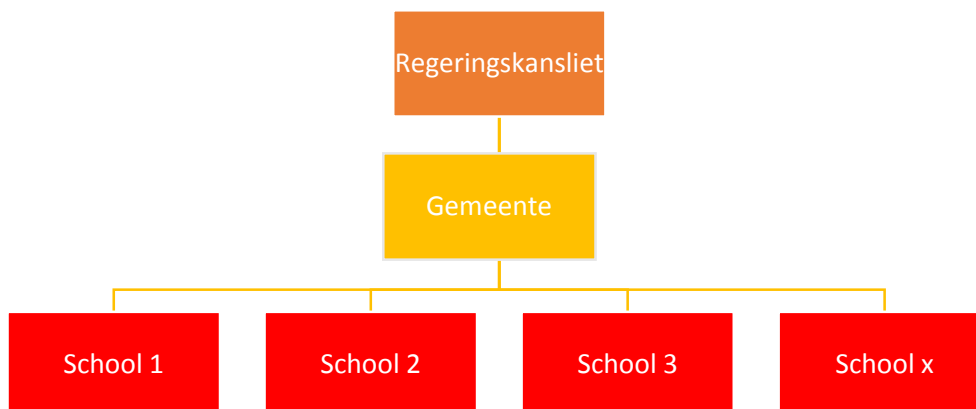 Regeringskansliet
Gemeente
School 1
School 2
School 3
School x